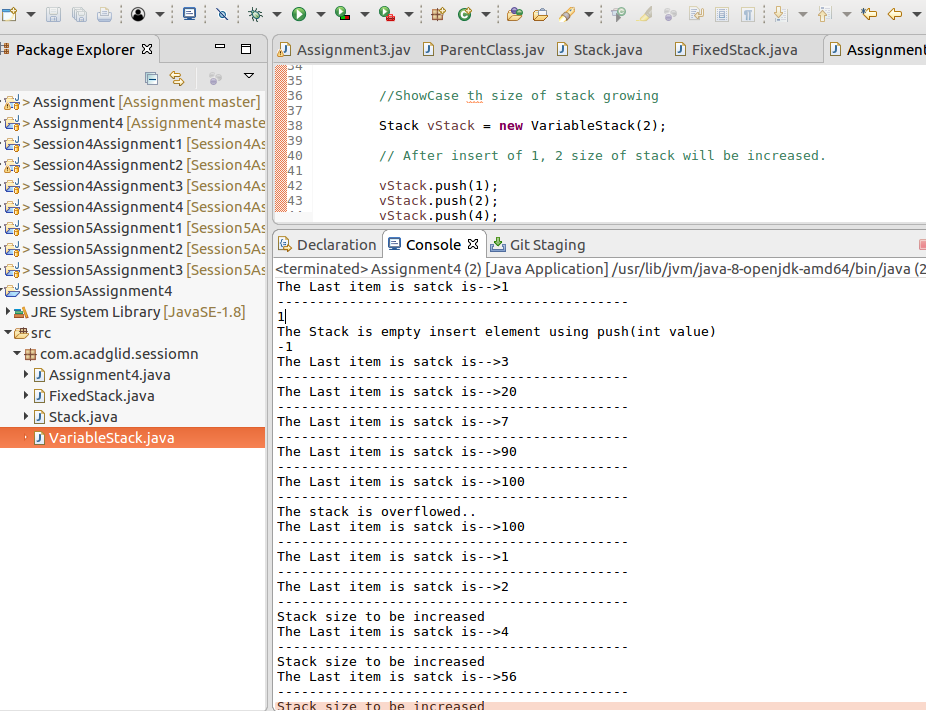 Package Explorer
> Assignment [Assignment master]
> Assignment4 [Assignment4 maste
> Session4Assignment1 [Session4As
> Session4Assignment2 [Session4As
> Session4Assignment3 [Session4As
> Session4Assignment4 [Session4As
> Session5Assignment1 [Session5As
> Session5Assignment2 [Session5As
> Session5Assignment3 [Session5As
Session5Assignment4
JRE System Library [JavaSE-1.8]
src
com.acadglid.sessiomn
Assignment4.java
FixedStack.java
Stack.java
VariableStack.java
Assignment3.jav ParentClass.jav Stack.java FixedStack.java Assignment
34
35
36 //ShowCase th size of stack growing
37
38 Stack vStack = new VariableStack(2);
39
40 // After insert of 1, 2 size of stack will be increased.
41
42 vStack.push(1);
43 vStack.push(2);
vStack.push(4);
Declaration Console Git Staging
<terminated> Assignment4 (2) [Java Application] /usr/lib/jvm/java-8-openjdk-amd64/bin/java (2
The Last item is satck is-->1
-------------------------------------------
1
The Stack is empty insert element using push(int value)
-1
The Last item is satck is-->3
-------------------------------------------
The Last item is satck is-->20
-------------------------------------------
The Last item is satck is-->7
-------------------------------------------
The Last item is satck is-->90
-------------------------------------------
The Last item is satck is-->100
-------------------------------------------
The stack is overflowed..
The Last item is satck is-->100
-------------------------------------------
The Last item is satck is-->1
-------------------------------------------
The Last item is satck is-->2
-------------------------------------------
Stack size to be increased
The Last item is satck is-->4
-------------------------------------------
Stack size to be increased
The Last item is satck is-->56
-------------------------------------------
Stack size to be increased